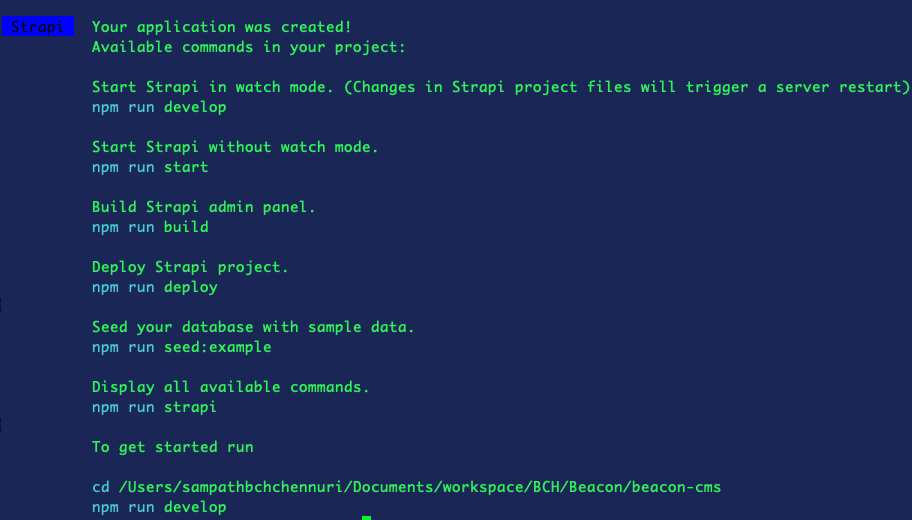 Strapi Your application was created!
Available commands in your project:
Start Strapi in watch mode. (Changes in Strapi project files will trigger a server restart)
npm run develop
Start Strapi without watch mode.
npm run start
Build Strapi admin panel.
npm run build
Deploy Strapi project.
npm run deploy
Seed your database with sample data.
npm run seed:example
Display all available commands.
npm run strapi
To get started run
cd /Users/sampathbchchennuri/Documents/workspace/BCH/Beacon/beacon-cms
npm run develop